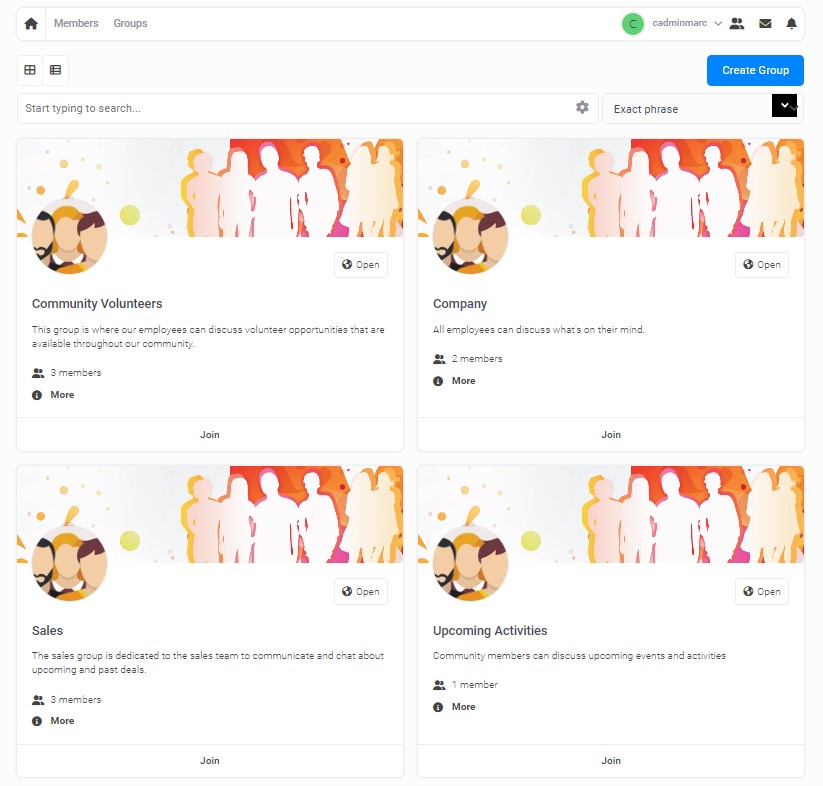 Members Groups C cadminmarc
Create Group
Start typing to search... Exact phrase
Open
Community Volunteers
This group is where our employees can discuss volunteer opportunities that are
available throughout our community.
3 members
More
Join
Open
Company
All employees can discuss what's on their mind.
2 members
More
Join
Open
Sales
The sales group is dedicated to the sales team to communicate and chat about
upcoming and past deals.
3 members
More
Join
Open
Upcoming Activities
Community members can discuss upcoming events and activities
1 member
More
Join